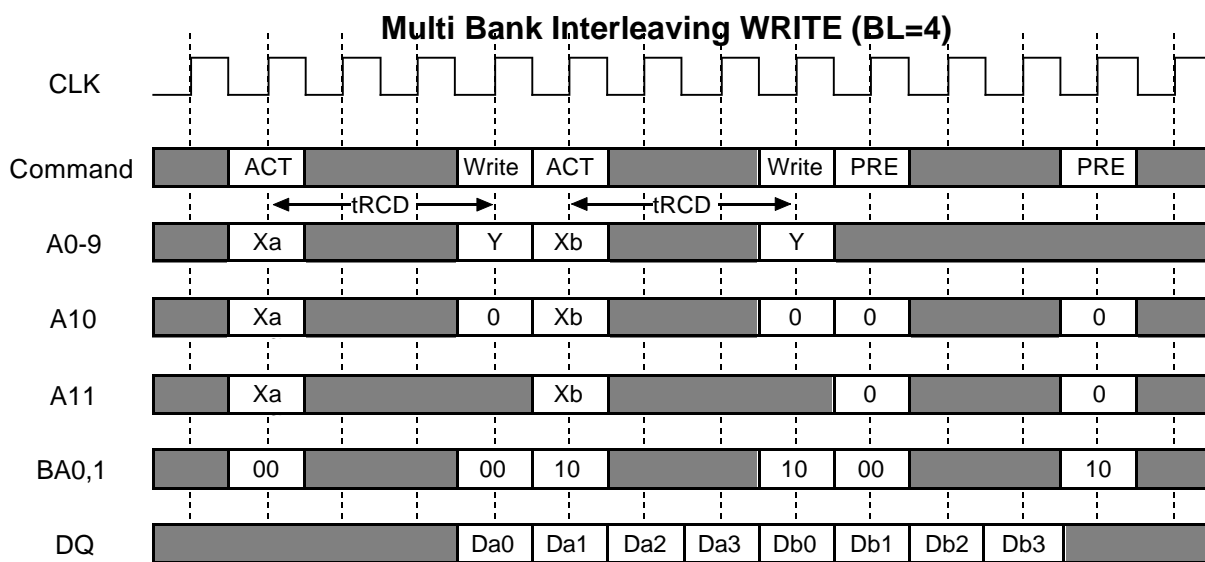 Multi Bank Interleaving WRITE (BL=4)
CLK
Command ACT Write ACT Write PRE PRE
tRCD tRCD
A0-9 Xa Y Xb Y
A10 Xa 0 Xb 0 0 0
A11 Xa Xb 0 0
BA0,1 00 00 10 10 00 10
DQ Da0 Da1 Da2 Da3 Db0 Db1 Db2 Db3